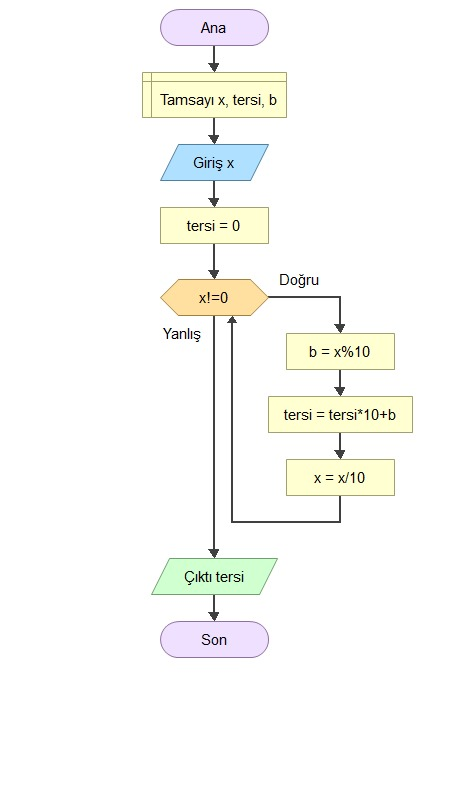 Ana
Tamsayı x, tersi, b
Giriş x
tersi = 0
x!=0
Doğru
Yanlış
b = x%10
tersi = tersi*10+b
x = x/10
Çıktı tersi
Son